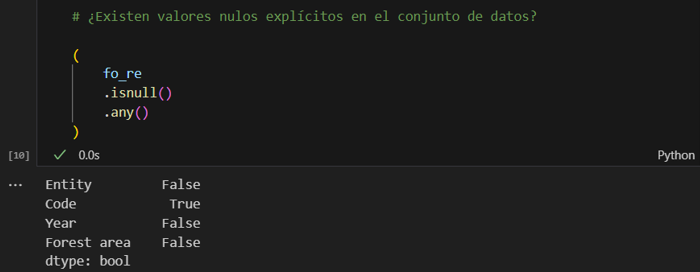 # ¿Existen valores nulos explícitos en el conjunto de datos?
(
fo_re
.isnull()
.any()
)
[10] ✓ 0.0s Python
... Entity False
Code True
Year False
Forest area False
dtype: bool